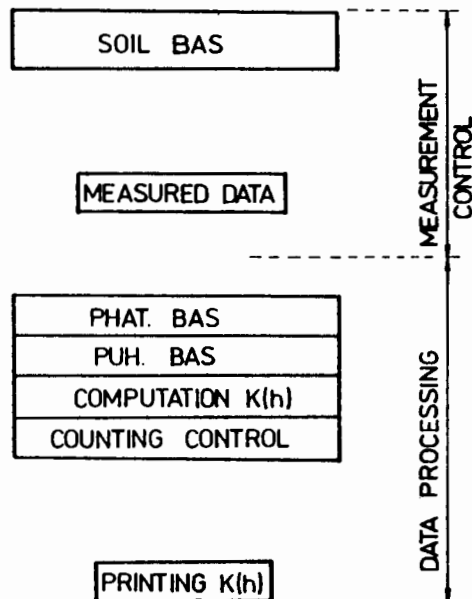 SOIL BAS
MEASURED DATA
MEASUREMENT
CONTROL
PHAT. BAS
PUH. BAS
COMPUTATION K(h)
COUNTING CONTROL
DATA PROCESSING
PRINTING K(h)